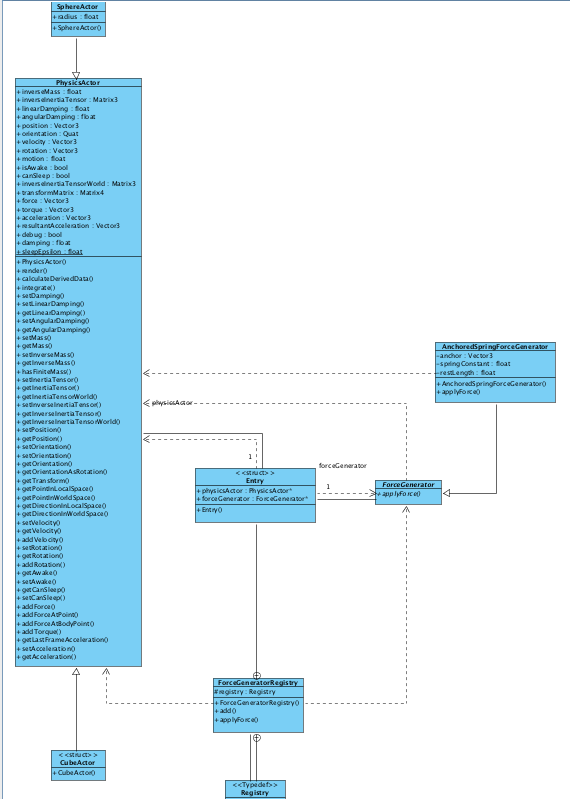 SphereActor
+radius : float
+SphereActor()
PhysicsActor
+inverseMass : float
+inverseInertiaTensor : Matrix3
+linearDamping : float
+angularDamping : float
+position : Vector3
+orientation : Quat
+velocity : Vector3
+rotation : Vector3
+motion : float
+isAwake : bool
+canSleep : bool
+inverseInertiaTensorWorld : Matrix3
+transformMatrix : Matrix4
+force : Vector3
+torque : Vector3
+acceleration : Vector3
+resultantAcceleration : Vector3
+debug : bool
+damping : float
+sleepEpsilon : float
+PhysicsActor()
+render()
+calculateDerivedData()
+integrate()
+setDamping()
+setLinearDamping()
+getLinearDamping()
+setAngularDamping()
+getAngularDamping()
+setMass()
+getMass()
+setInverseMass()
+getInverseMass()
+hasFiniteMass()
+setInertiaTensor()
+getInertiaTensor()
+getInertiaTensorWorld()
+setInverseInertiaTensor()
+getInverseInertiaTensor()
+getInverseInertiaTensorWorld()
+setPosition()
+getPosition()
+setOrientation()
+setOrientation()
+getOrientation()
+getOrientationAsRotation()
+getTransform()
+getPointInLocalSpace()
+getPointInWorldSpace()
+getDirectionInLocalSpace()
+getDirectionInWorldSpace()
+setVelocity()
+getVelocity()
+addVelocity()
+setRotation()
+getRotation()
+addRotation()
+getAwake()
+setAwake()
+getCanSleep()
+setCanSleep()
+addForce()
+addForceAtPoint()
+addForceAtBodyPoint()
+addTorque()
+getLastFrameAcceleration()
+setAcceleration()
+getAcceleration()
AnchoredSpringForceGenerator
-anchor : Vector3
-springConstant : float
-restLength : float
+AnchoredSpringForceGenerator()
+applyForce()
physicsActor
1
forceGenerator
1
<<struct>>
Entry
+physicsActor : PhysicsActor*
+forceGenerator : ForceGenerator*
+Entry()
ForceGenerator
+applyForce()
ForceGeneratorRegistry
#registry : Registry
+ForceGeneratorRegistry()
+add()
+applyForce()
<<struct>>
CubeActor
+CubeActor()
<<Typedef>>
Registry